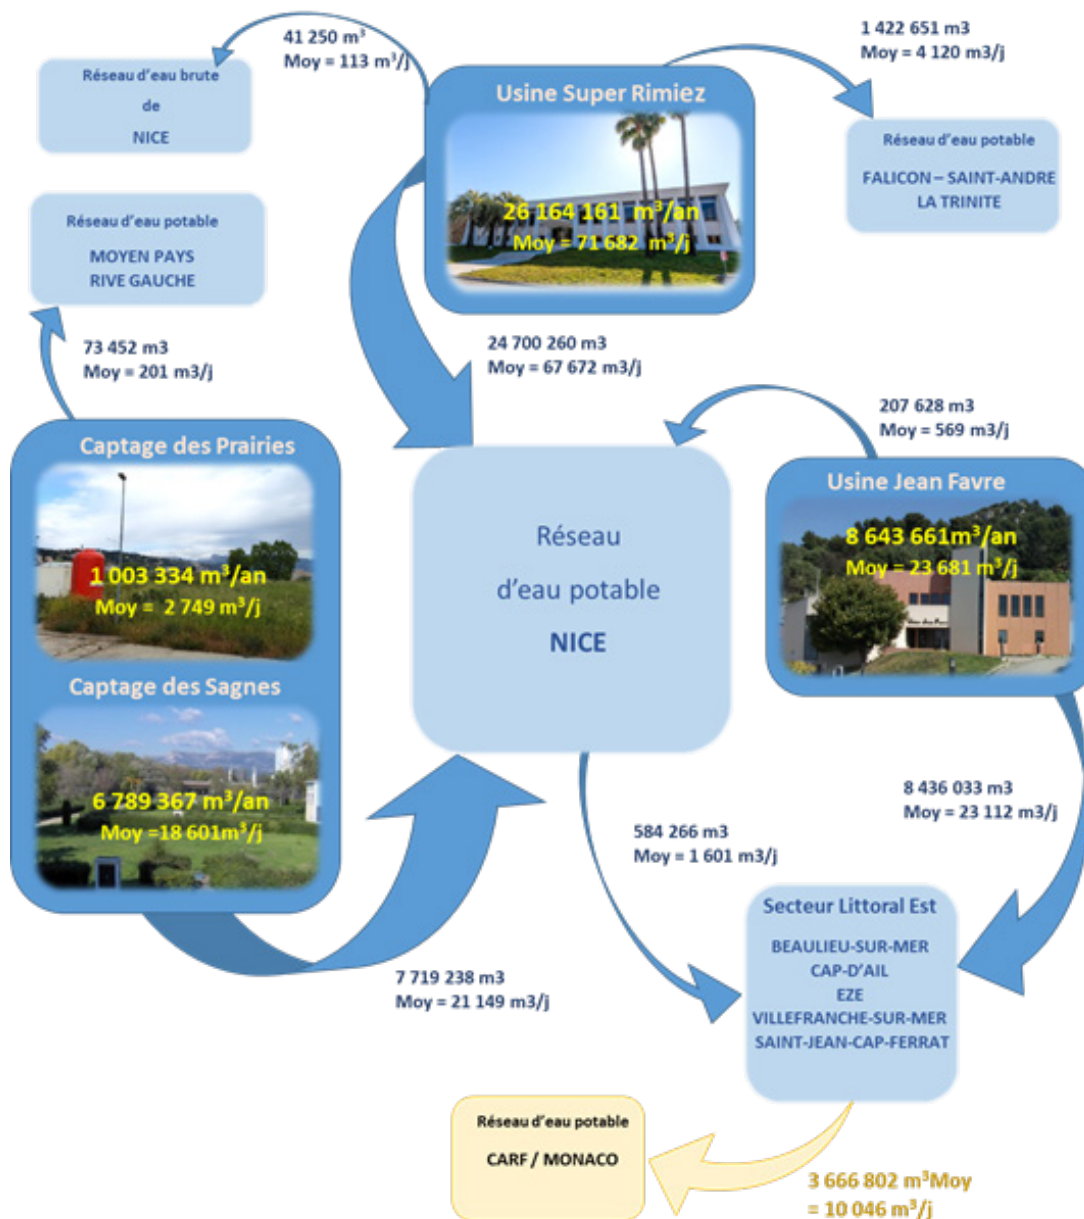 41 250 m³
Moy = 113 m³/j
1 422 651 m3
Moy = 4 120 m3/j
Réseau d'eau brute
de
NICE
Usine Super Rimiez
26 164 161 m³/an
Moy = 71 682 m³/j
Réseau d'eau potable
FALICON – SAINT-ANDRE
LA TRINITE
Réseau d'eau potable
MOYEN PAYS
RIVE GAUCHE
73 452 m3
Moy = 201 m3/j
24 700 260 m3
Moy = 67 672 m3/j
207 628 m3
Moy = 569 m3/j
Captage des Prairies
1 003 334 m³/an
Moy = 2 749 m³/j
Réseau
d'eau potable
NICE
Usine Jean Favre
8 643 661m³/an
Moy = 23 681 m³/j
Captage des Sagnes
6 789 367 m³/an
Moy =18 601m³/j
8 436 033 m3
Moy = 23 112 m3/j
584 266 m3
Moy = 1 601 m3/j
7 719 238 m3
Moy = 21 149 m3/j
Secteur Littoral Est
BEAULIEU-SUR-MER
CAP-D'AIL
EZE
VILLEFRANCHE-SUR-MER
SAINT-JEAN-CAP-FERRAT
Réseau d'eau potable
CARF / MONACO
3 666 802 m³Moy
= 10 046 m³/j